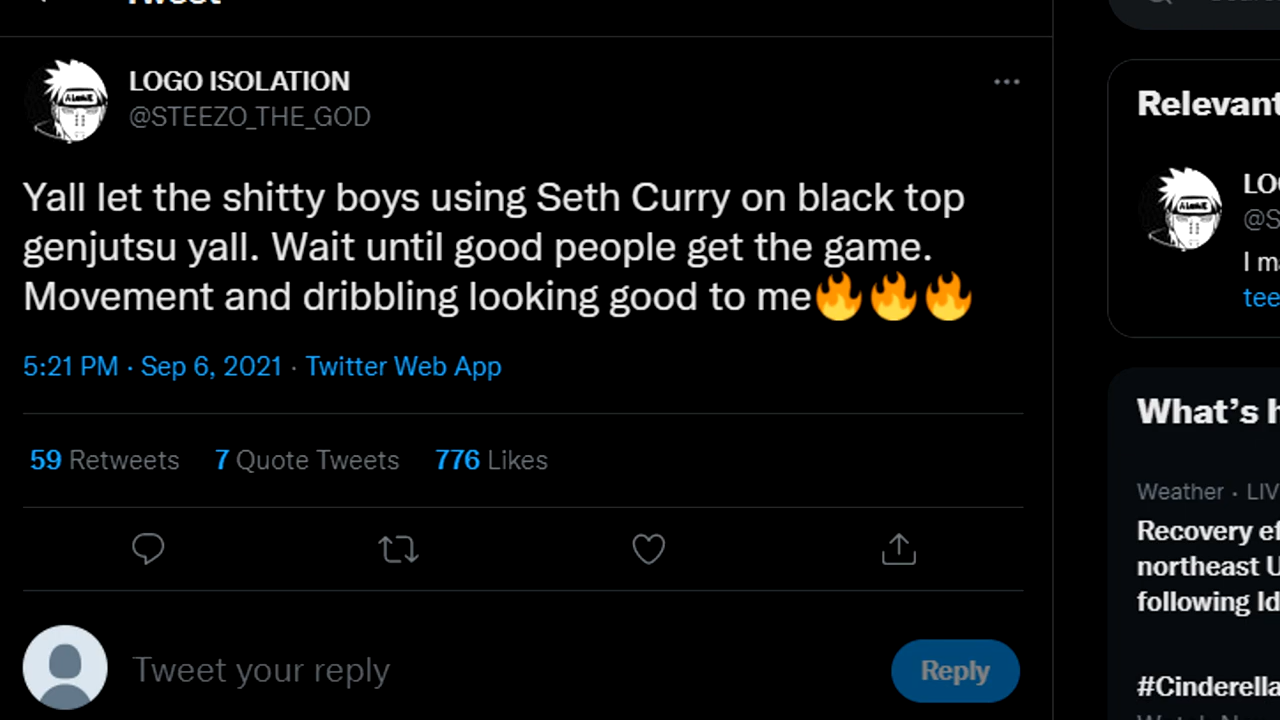 LOGO ISOLATION
@STEEZO_THE_GOD
Yall let the shitty boys using Seth Curry on black top
genjutsu yall. Wait until good people get the game.
Movement and dribbling looking good to me🔥🔥🔥
5:21 PM · Sep 6, 2021 · Twitter Web App
59 Retweets 7 Quote Tweets 776 Likes
Tweet your reply
Reply
Relevant
LO
@S
I m
tee
What's h
Weather · LIV
Recovery ef
northeast U
following Id
#Cinderella